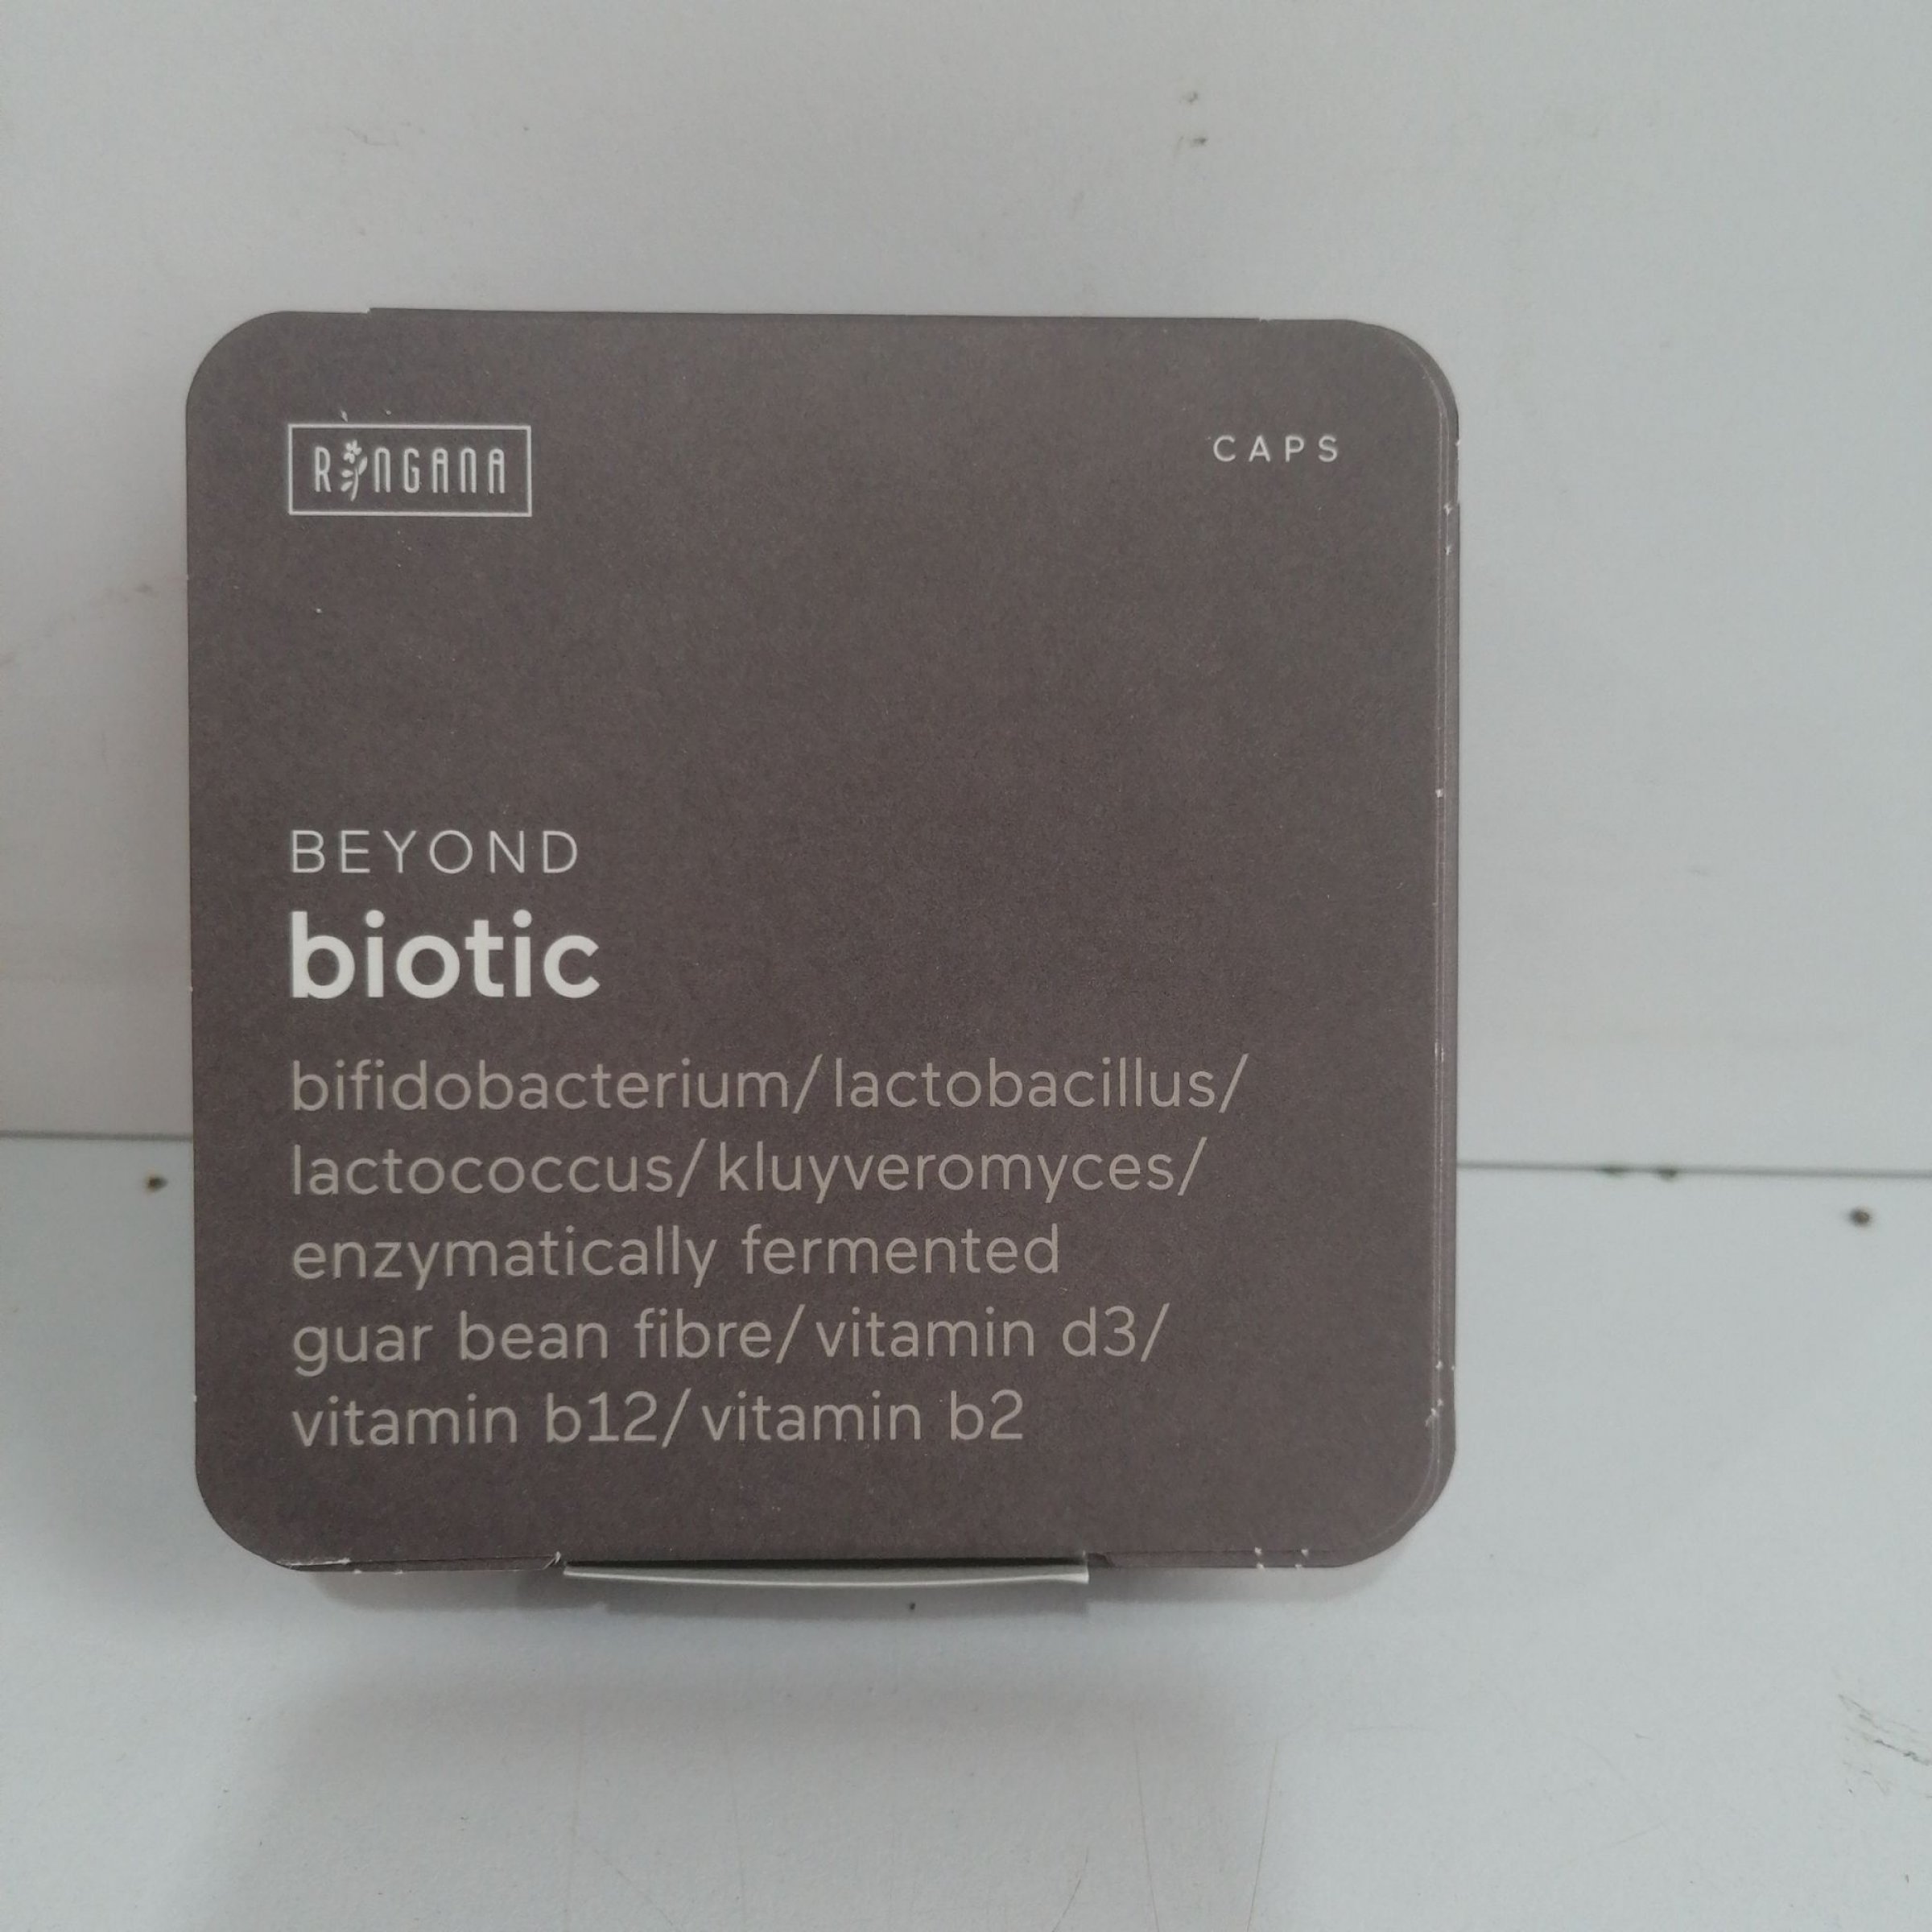 RINGANA
CAPS
BEYOND
biotic
bifidobacterium/lactobacillus/
lactococcus/kluyveromyces/
enzymatically fermented
guar bean fibre/vitamin d3/
vitamin b12/vitamin b2